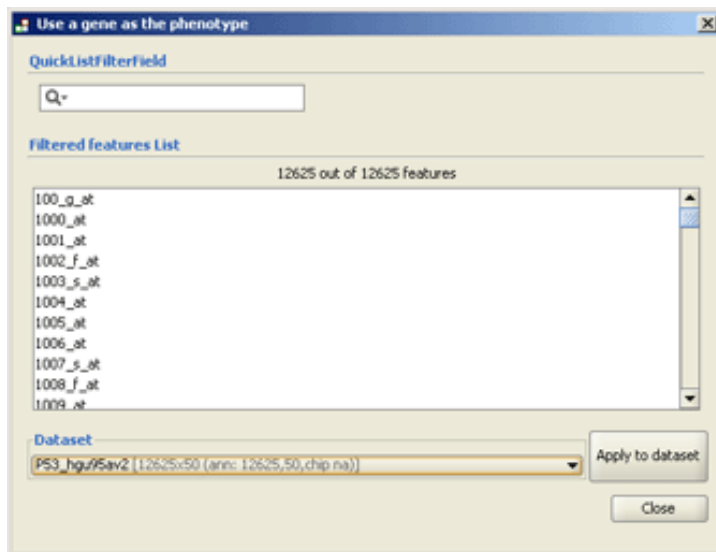 Use a gene as the phenotype
QuickListFilterField
Filtered features List
12625 out of 12625 features
100_g_at
1000_at
1001_at
1002_f_at
1003_s_at
1004_at
1005_at
1006_at
1007_s_at
1008_f_at
1009_at
Dataset
P53_hgu95av2 [12625x50 (ann: 12625,50,chip na)]
Apply to dataset
Close